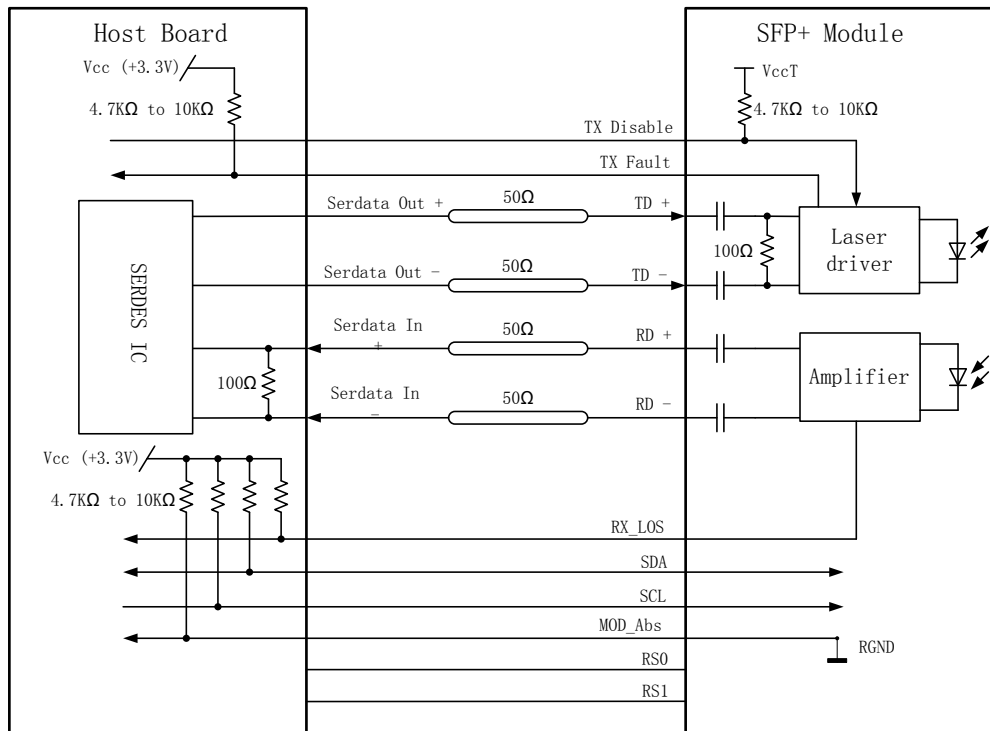 Host Board
SFP+ Module
Vcc (+3.3V)
VccT
4.7KΩ to 10KΩ
4.7KΩ to 10KΩ
TX Disable
TX Fault
Serdata Out +
50Ω
TD +
SERDES IC
100Ω
Laser driver
Serdata Out -
50Ω
TD -
Serdata In +
50Ω
RD +
100Ω
Amplifier
Serdata In -
50Ω
RD -
Vcc (+3.3V)
4.7KΩ to 10KΩ
RX_LOS
SDA
SCL
MOD_Abs
RGND
RS0
RS1